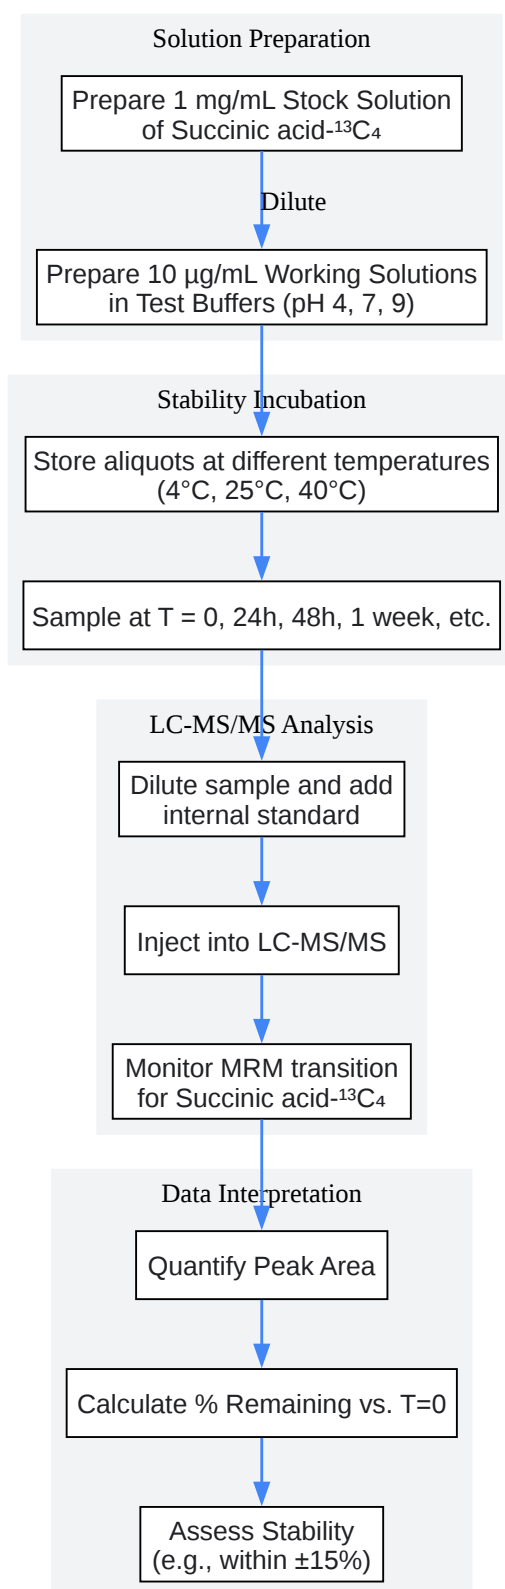 Solution Preparation
Prepare 1 mg/mL Stock Solution
of Succinic acid-¹³C₄
Dilute
Prepare 10 µg/mL Working Solutions
in Test Buffers (pH 4, 7, 9)
Stability Incubation
Store aliquots at different temperatures
(4°C, 25°C, 40°C)
Sample at T = 0, 24h, 48h, 1 week, etc.
LC-MS/MS Analysis
Dilute sample and add
internal standard
Inject into LC-MS/MS
Monitor MRM transition
for Succinic acid-¹³C₄
Data Interpretation
Quantify Peak Area
Calculate % Remaining vs. T=0
Assess Stability
(e.g., within ±15%)